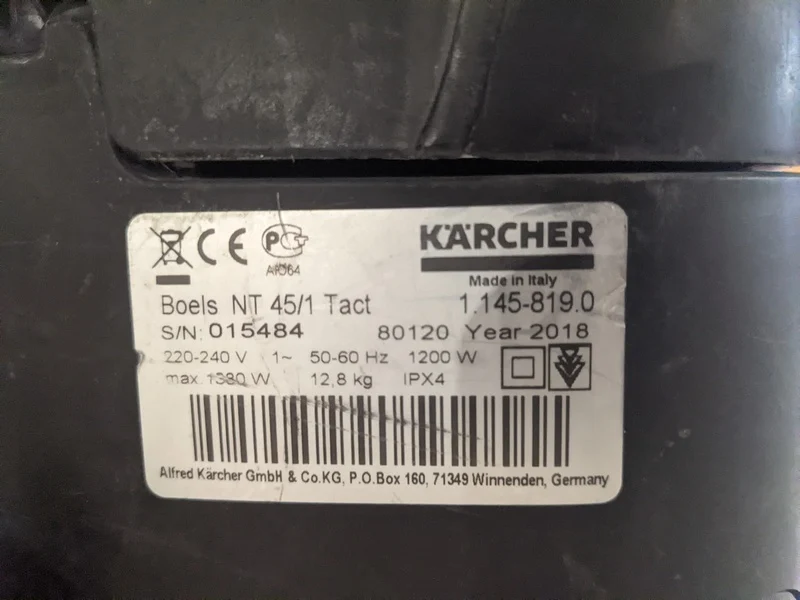 CE
PG
АЯ64
KÄRCHER
Made in Italy
Boels NT 45/1 Tact
1.145-819.0
S/N: 015484
80120 Year 2018
220-240 V 1~ 50-60 Hz 1200 W
max. 1380 W 12,8 kg IPX4
Alfred Kärcher GmbH & Co.KG, P.O.Box 160, 71349 Winnenden, Germany